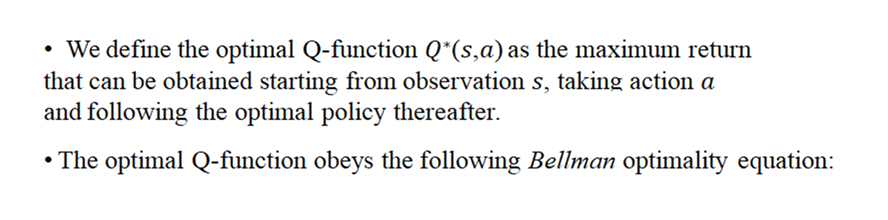 • We define the optimal Q-function Q*(s,a) as the maximum return
that can be obtained starting from observation s, taking action a
and following the optimal policy thereafter.
• The optimal Q-function obeys the following Bellman optimality equation: